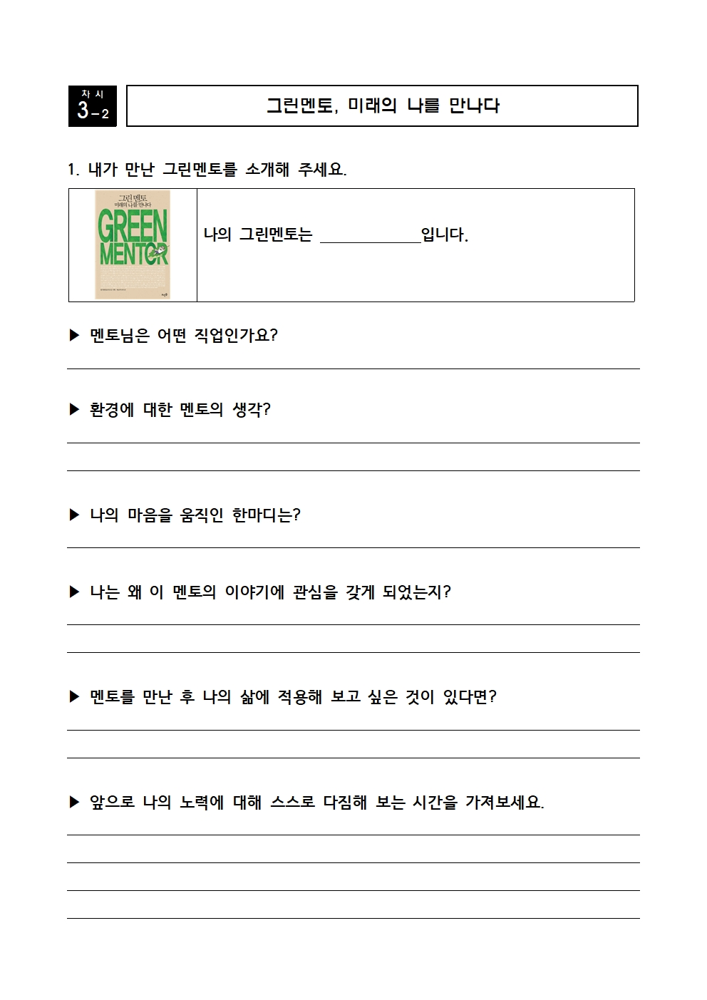 차 시
3-2
그린멘토, 미래의 나를 만나다
1. 내가 만난 그린멘토를 소개해 주세요.
그린 멘토
미래의 나를 만나다
GREEN
MENTOR
나의 그린멘토는 ____________입니다.
▶ 멘토님은 어떤 직업인가요?
▶ 환경에 대한 멘토의 생각?
▶ 나의 마음을 움직인 한마디는?
▶ 나는 왜 이 멘토의 이야기에 관심을 갖게 되었는지?
▶ 멘토를 만난 후 나의 삶에 적용해 보고 싶은 것이 있다면?
▶ 앞으로 나의 노력에 대해 스스로 다짐해 보는 시간을 가져보세요.